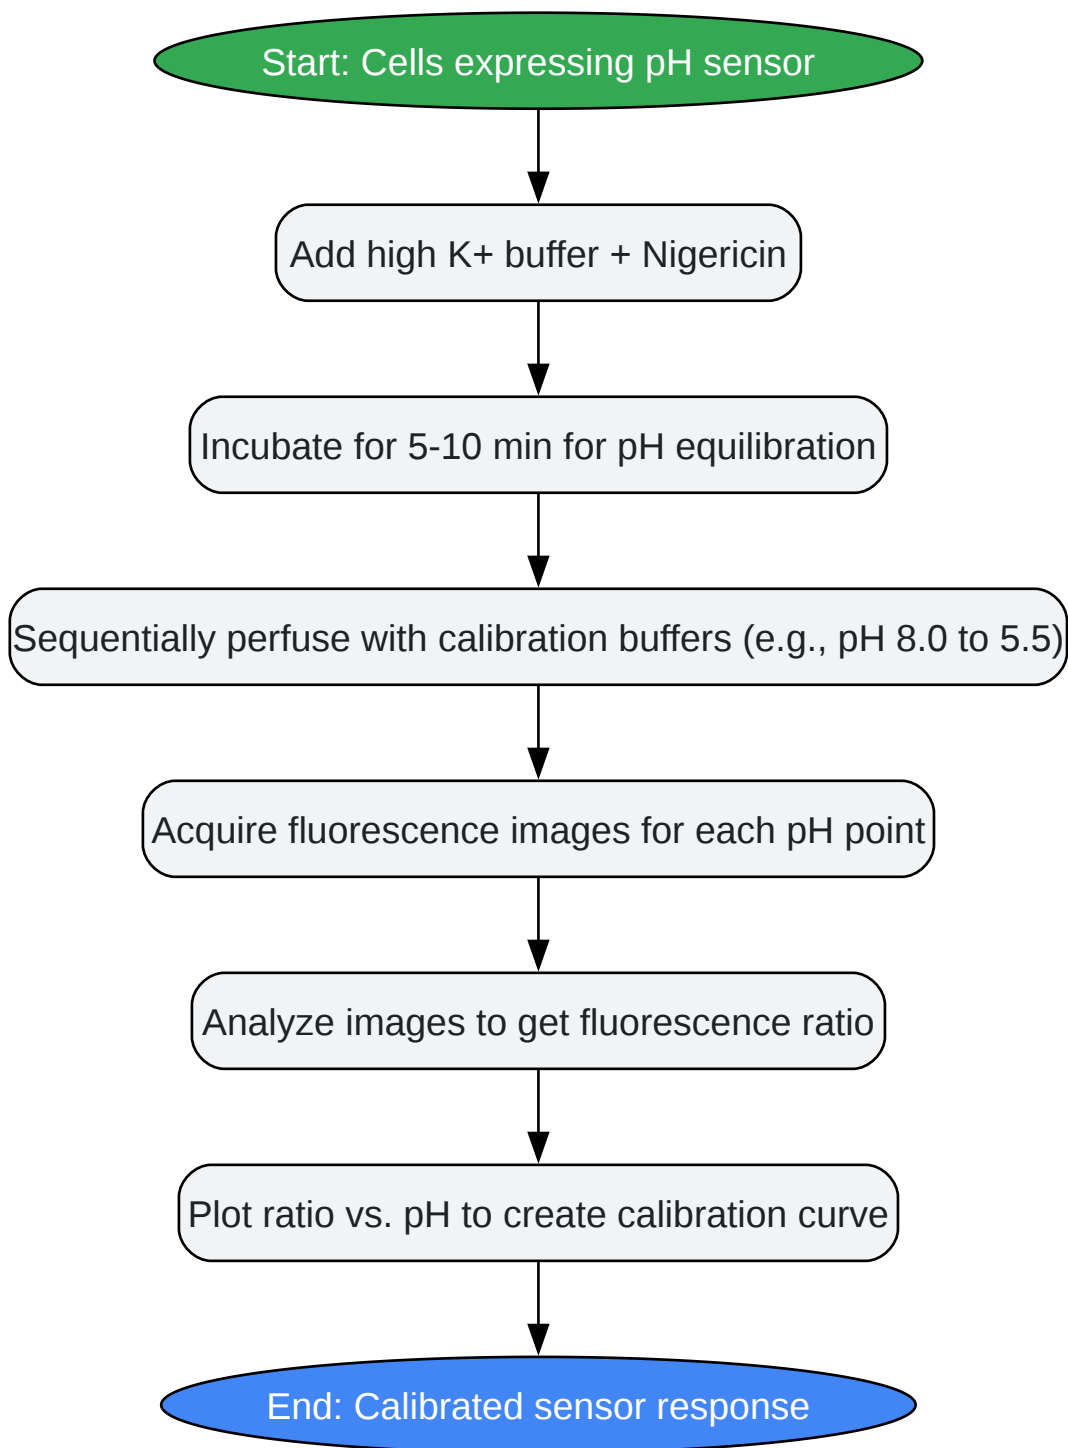 Start: Cells expressing pH sensor
Add high K+ buffer + Nigericin
Incubate for 5-10 min for pH equilibration
Sequentially perfuse with calibration buffers (e.g., pH 8.0 to 5.5)
Acquire fluorescence images for each pH point
Analyze images to get fluorescence ratio
Plot ratio vs. pH to create calibration curve
End: Calibrated sensor response